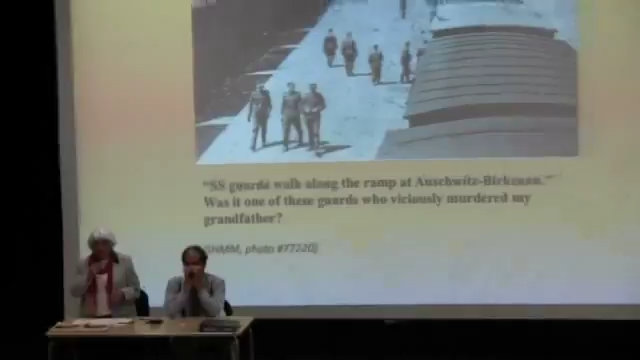 "SS guards walk along the ramp at Auschwitz-Birkenau."
Was it one of these guards who viciously murdered my
grandfather?
SHMM, photo #77220)